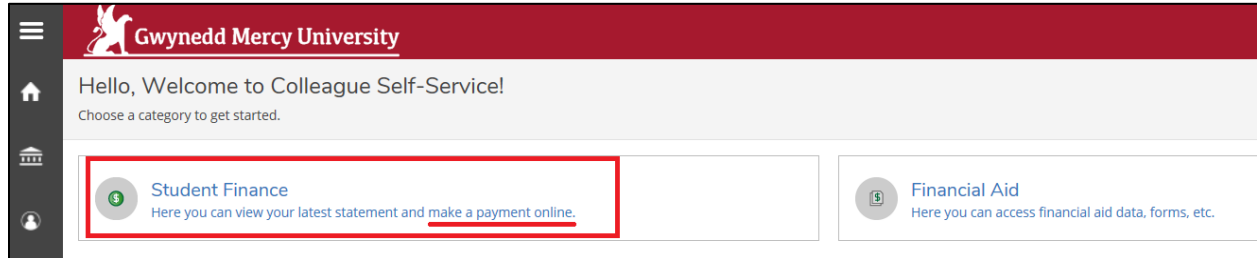 Gwynedd Mercy University
Hello, Welcome to Colleague Self-Service!
Choose a category to get started.
Student Finance
Here you can view your latest statement and make a payment online.
Financial Aid
Here you can access financial aid data, forms, etc.